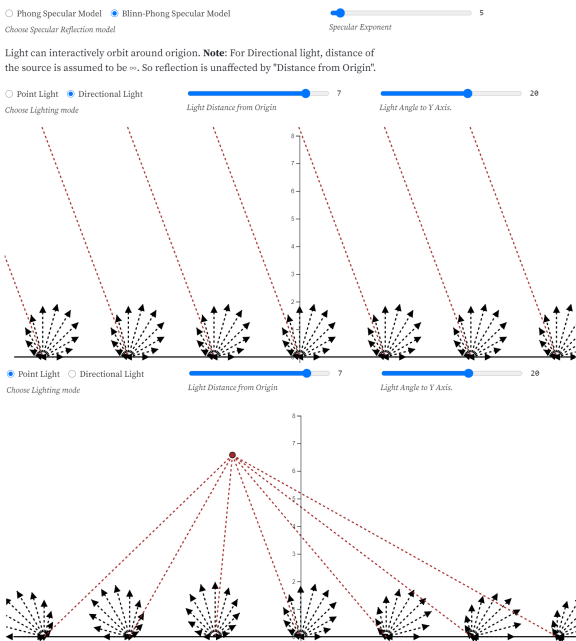 Phong Specular Model Blinn-Phong Specular Model 5
Choose Specular Reflection model Specular Exponent
Light can interactively orbit around origion. Note: For Directional light, distance of
the source is assumed to be ∞. So reflection is unaffected by "Distance from Origin".
Point Light Directional Light 7 20
Choose Lighting mode Light Distance from Origin Light Angle to Y Axis.
8
7
6
5
4
3
2
Point Light Directional Light 7 20
Choose Lighting mode Light Distance from Origin Light Angle to Y Axis.
8
7
6
5
4
3
2